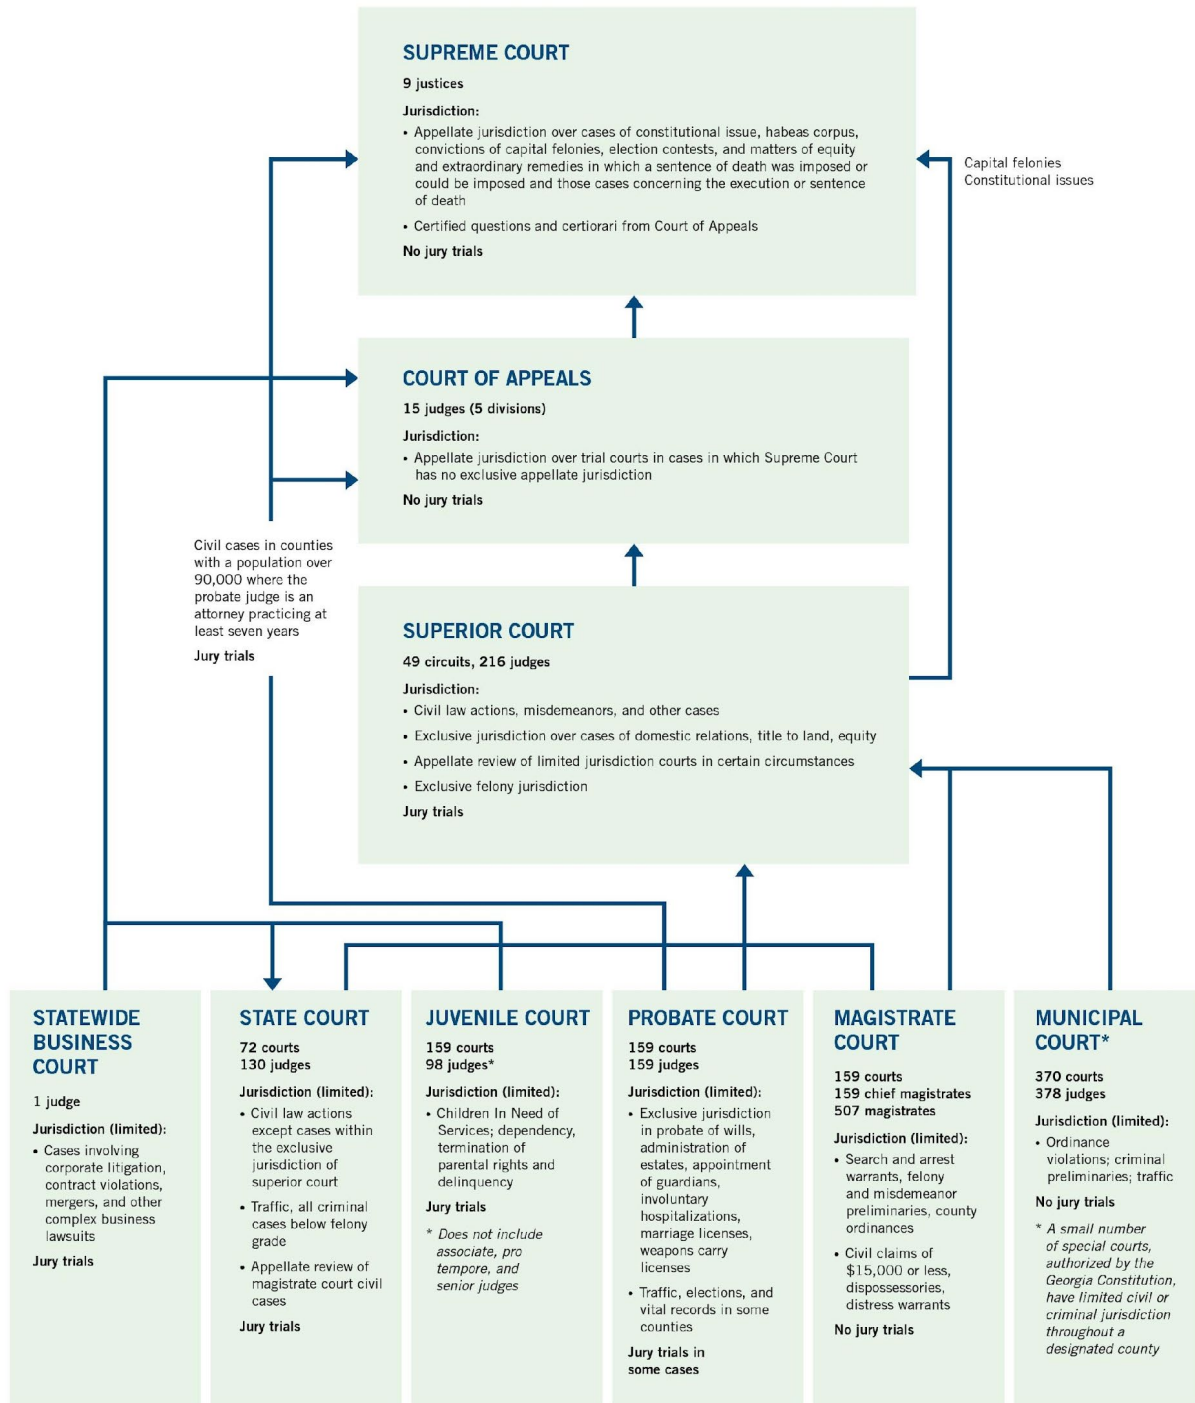 SUPREME COURT
9 justices
Jurisdiction:
• Appellate jurisdiction over cases of constitutional issue, habeas corpus,
convictions of capital felonies, election contests, and matters of equity
and extraordinary remedies in which a sentence of death was imposed or
could be imposed and those cases concerning the execution or sentence
of death
• Certified questions and certiorari from Court of Appeals
No jury trials
Capital felonies
Constitutional issues
COURT OF APPEALS
15 judges (5 divisions)
Jurisdiction:
• Appellate jurisdiction over trial courts in cases in which Supreme Court
has no exclusive appellate jurisdiction
No jury trials
Civil cases in counties
with a population over
90,000 where the
probate judge is an
attorney practicing at
least seven years
Jury trials
SUPERIOR COURT
49 circuits, 216 judges
Jurisdiction:
• Civil law actions, misdemeanors, and other cases
• Exclusive jurisdiction over cases of domestic relations, title to land, equity
• Appellate review of limited jurisdiction courts in certain circumstances
• Exclusive felony jurisdiction
Jury trials
STATEWIDE
BUSINESS
COURT
1 judge
Jurisdiction (limited):
• Cases involving
corporate litigation,
contract violations,
mergers, and other
complex business
lawsuits
Jury trials
STATE COURT
72 courts
130 judges
Jurisdiction (limited):
• Civil law actions
except cases within
the exclusive
jurisdiction of
superior court
• Traffic, all criminal
cases below felony
grade
• Appellate review of
magistrate court civil
cases
Jury trials
JUVENILE COURT
159 courts
98 judges*
Jurisdiction (limited):
• Children In Need of
Services; dependency,
termination of
parental rights and
delinquency
Jury trials
* Does not include
associate, pro
tempore, and
senior judges
PROBATE COURT
159 courts
159 judges
Jurisdiction (limited):
• Exclusive jurisdiction
in probate of wills,
administration of
estates, appointment
of guardians,
involuntary
hospitalizations,
marriage licenses,
weapons carry
licenses
• Traffic, elections, and
vital records in some
counties
Jury trials in
some cases
MAGISTRATE
COURT
159 courts
159 chief magistrates
507 magistrates
Jurisdiction (limited):
• Search and arrest
warrants, felony
and misdemeanor
preliminaries, county
ordinances
• Civil claims of
$15,000 or less,
dispossessories,
distress warrants
No jury trials
MUNICIPAL
COURT*
370 courts
378 judges
Jurisdiction (limited):
• Ordinance
violations; criminal
preliminaries; traffic
No jury trials
* A small number
of special courts,
authorized by the
Georgia Constitution,
have limited civil or
criminal jurisdiction
throughout a
designated county